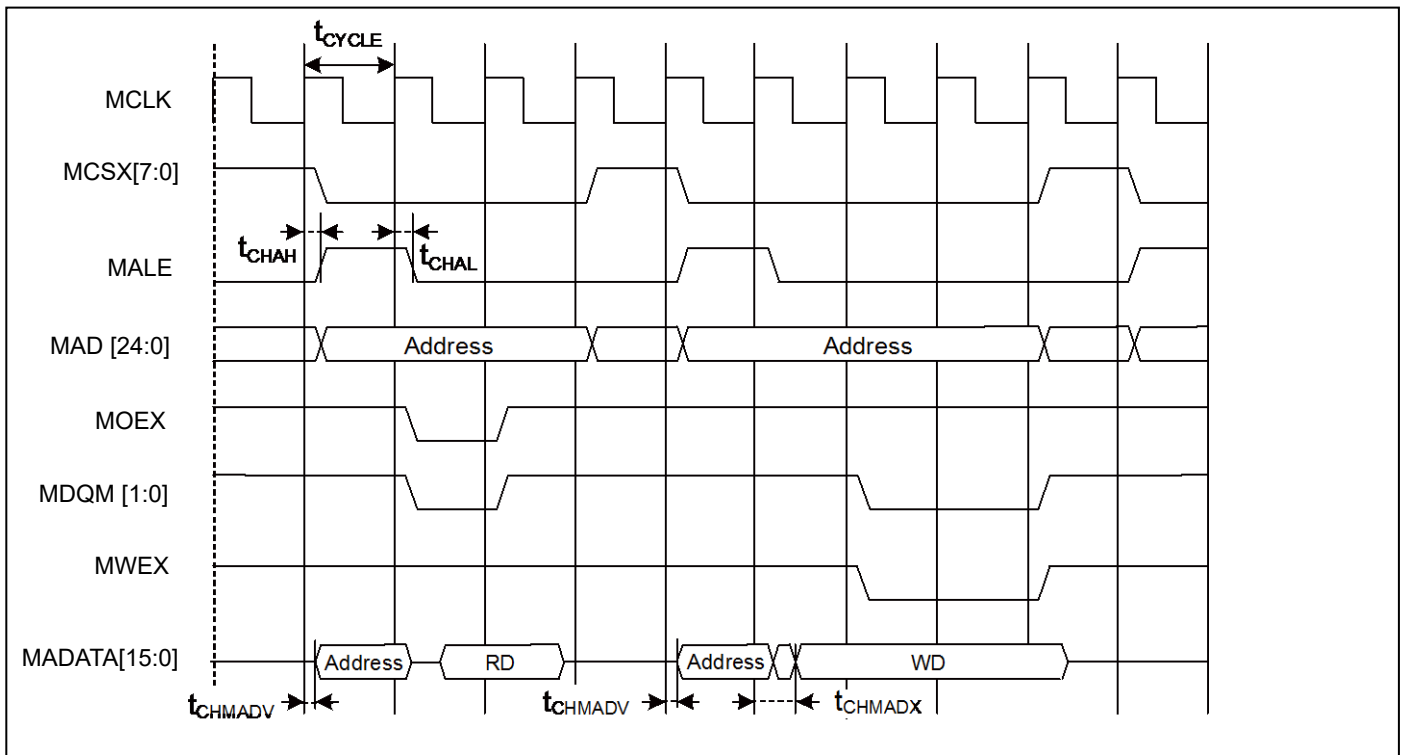 tCYCLE
MCLK
MCSX[7:0]
tCHAH
tCHAL
MALE
MAD [24:0]
Address
Address
MOEX
MDQM [1:0]
MWEX
MADATA[15:0]
Address
RD
Address
WD
tCHMADV
tCHMADV
tCHMADX